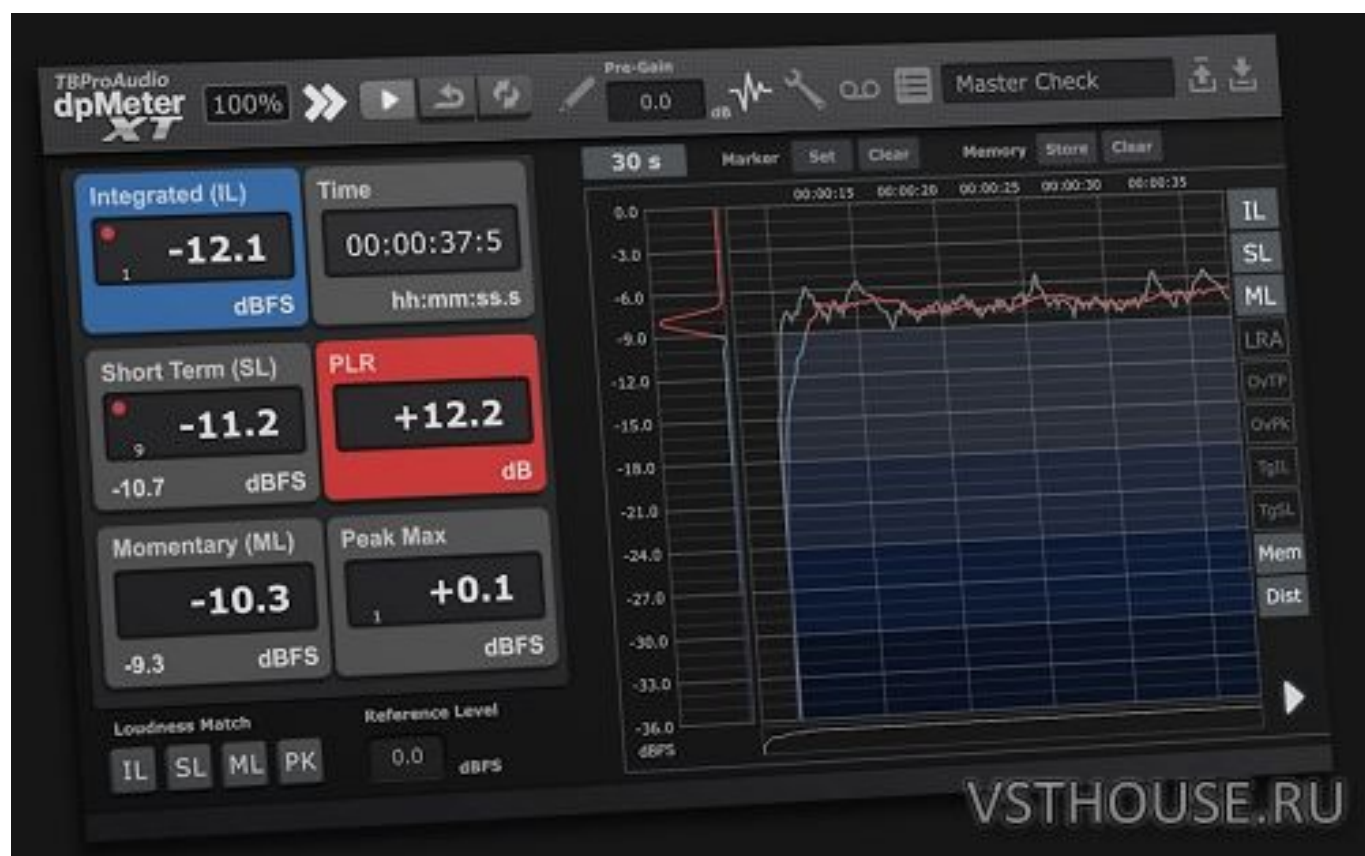 TBProAudio
dpMeter
XT
100%
Pre-Gain
0.0
dB
Master Check
Integrated (IL)
-12.1
1
dBFS
Time
00:00:37:5
hh:mm:ss.s
Short Term (SL)
-11.2
9
-10.7
dBFS
PLR
+12.2
dB
Momentary (ML)
-10.3
-9.3
dBFS
Peak Max
+0.1
1
dBFS
Loudness Match
IL
SL
ML
PK
Reference Level
0.0
dBFS
30 s
Marker
Set
Clear
Memory
Store
Clear
00:00:15
00:00:20
00:00:25
00:00:30
00:00:35
0.0
-3.0
-6.0
-9.0
-12.0
-15.0
-18.0
-21.0
-24.0
-27.0
-30.0
-33.0
-36.0
dBFS
IL
SL
ML
LRA
OvTP
OvPk
TgIL
TgSL
Mem
Dist
VSTHOUSE.RU